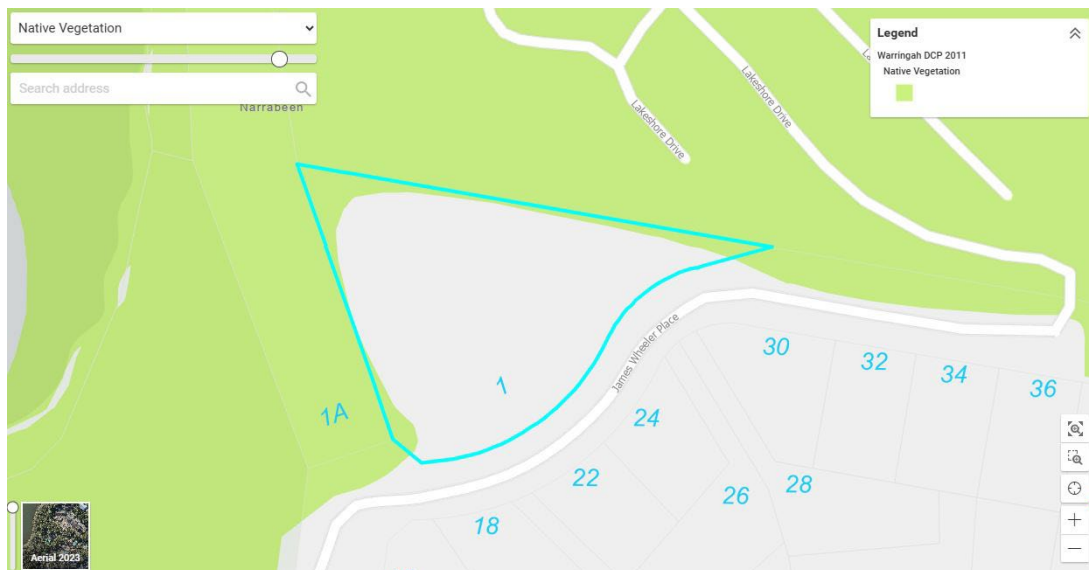 Native Vegetation
Search address
Narrabeen
Legend
Warringah DCP 2011
Native Vegetation
Lakeshore Drive
Lakeshore Drive
La
1
1A
James Wheeler Place
30
32
34
36
24
22
28
26
18
Aerial 2023